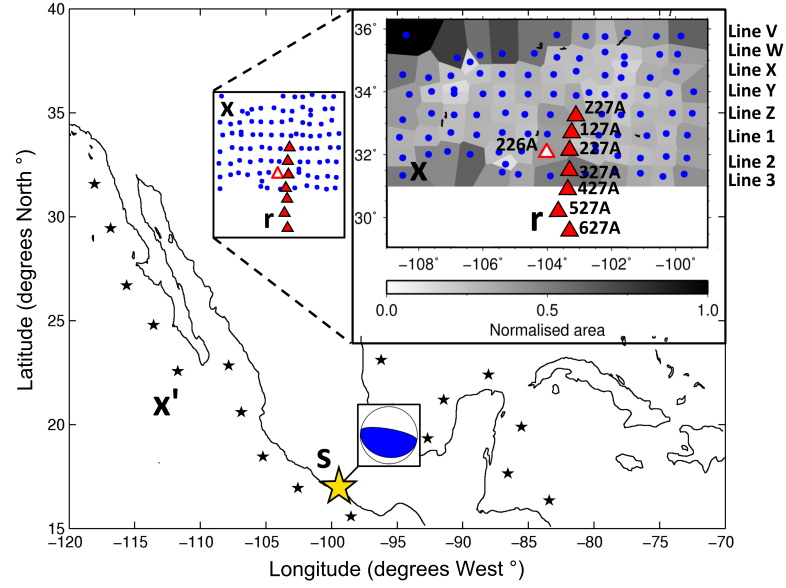 40
35
30
25
20
15
−120
−115
−110
−105
−100
−95
−90
−85
−80
−75
−70
Latitude (degrees North °)
Longitude (degrees West °)
X
r
X'
S
36°
34°
32°
30°
−108°
−106°
−104°
−102°
−100°
Z27A
127A
226A
227A
327A
427A
527A
627A
X
r
0.0
0.5
1.0
Normalised area
Line V
Line W
Line X
Line Y
Line Z
Line 1
Line 2
Line 3